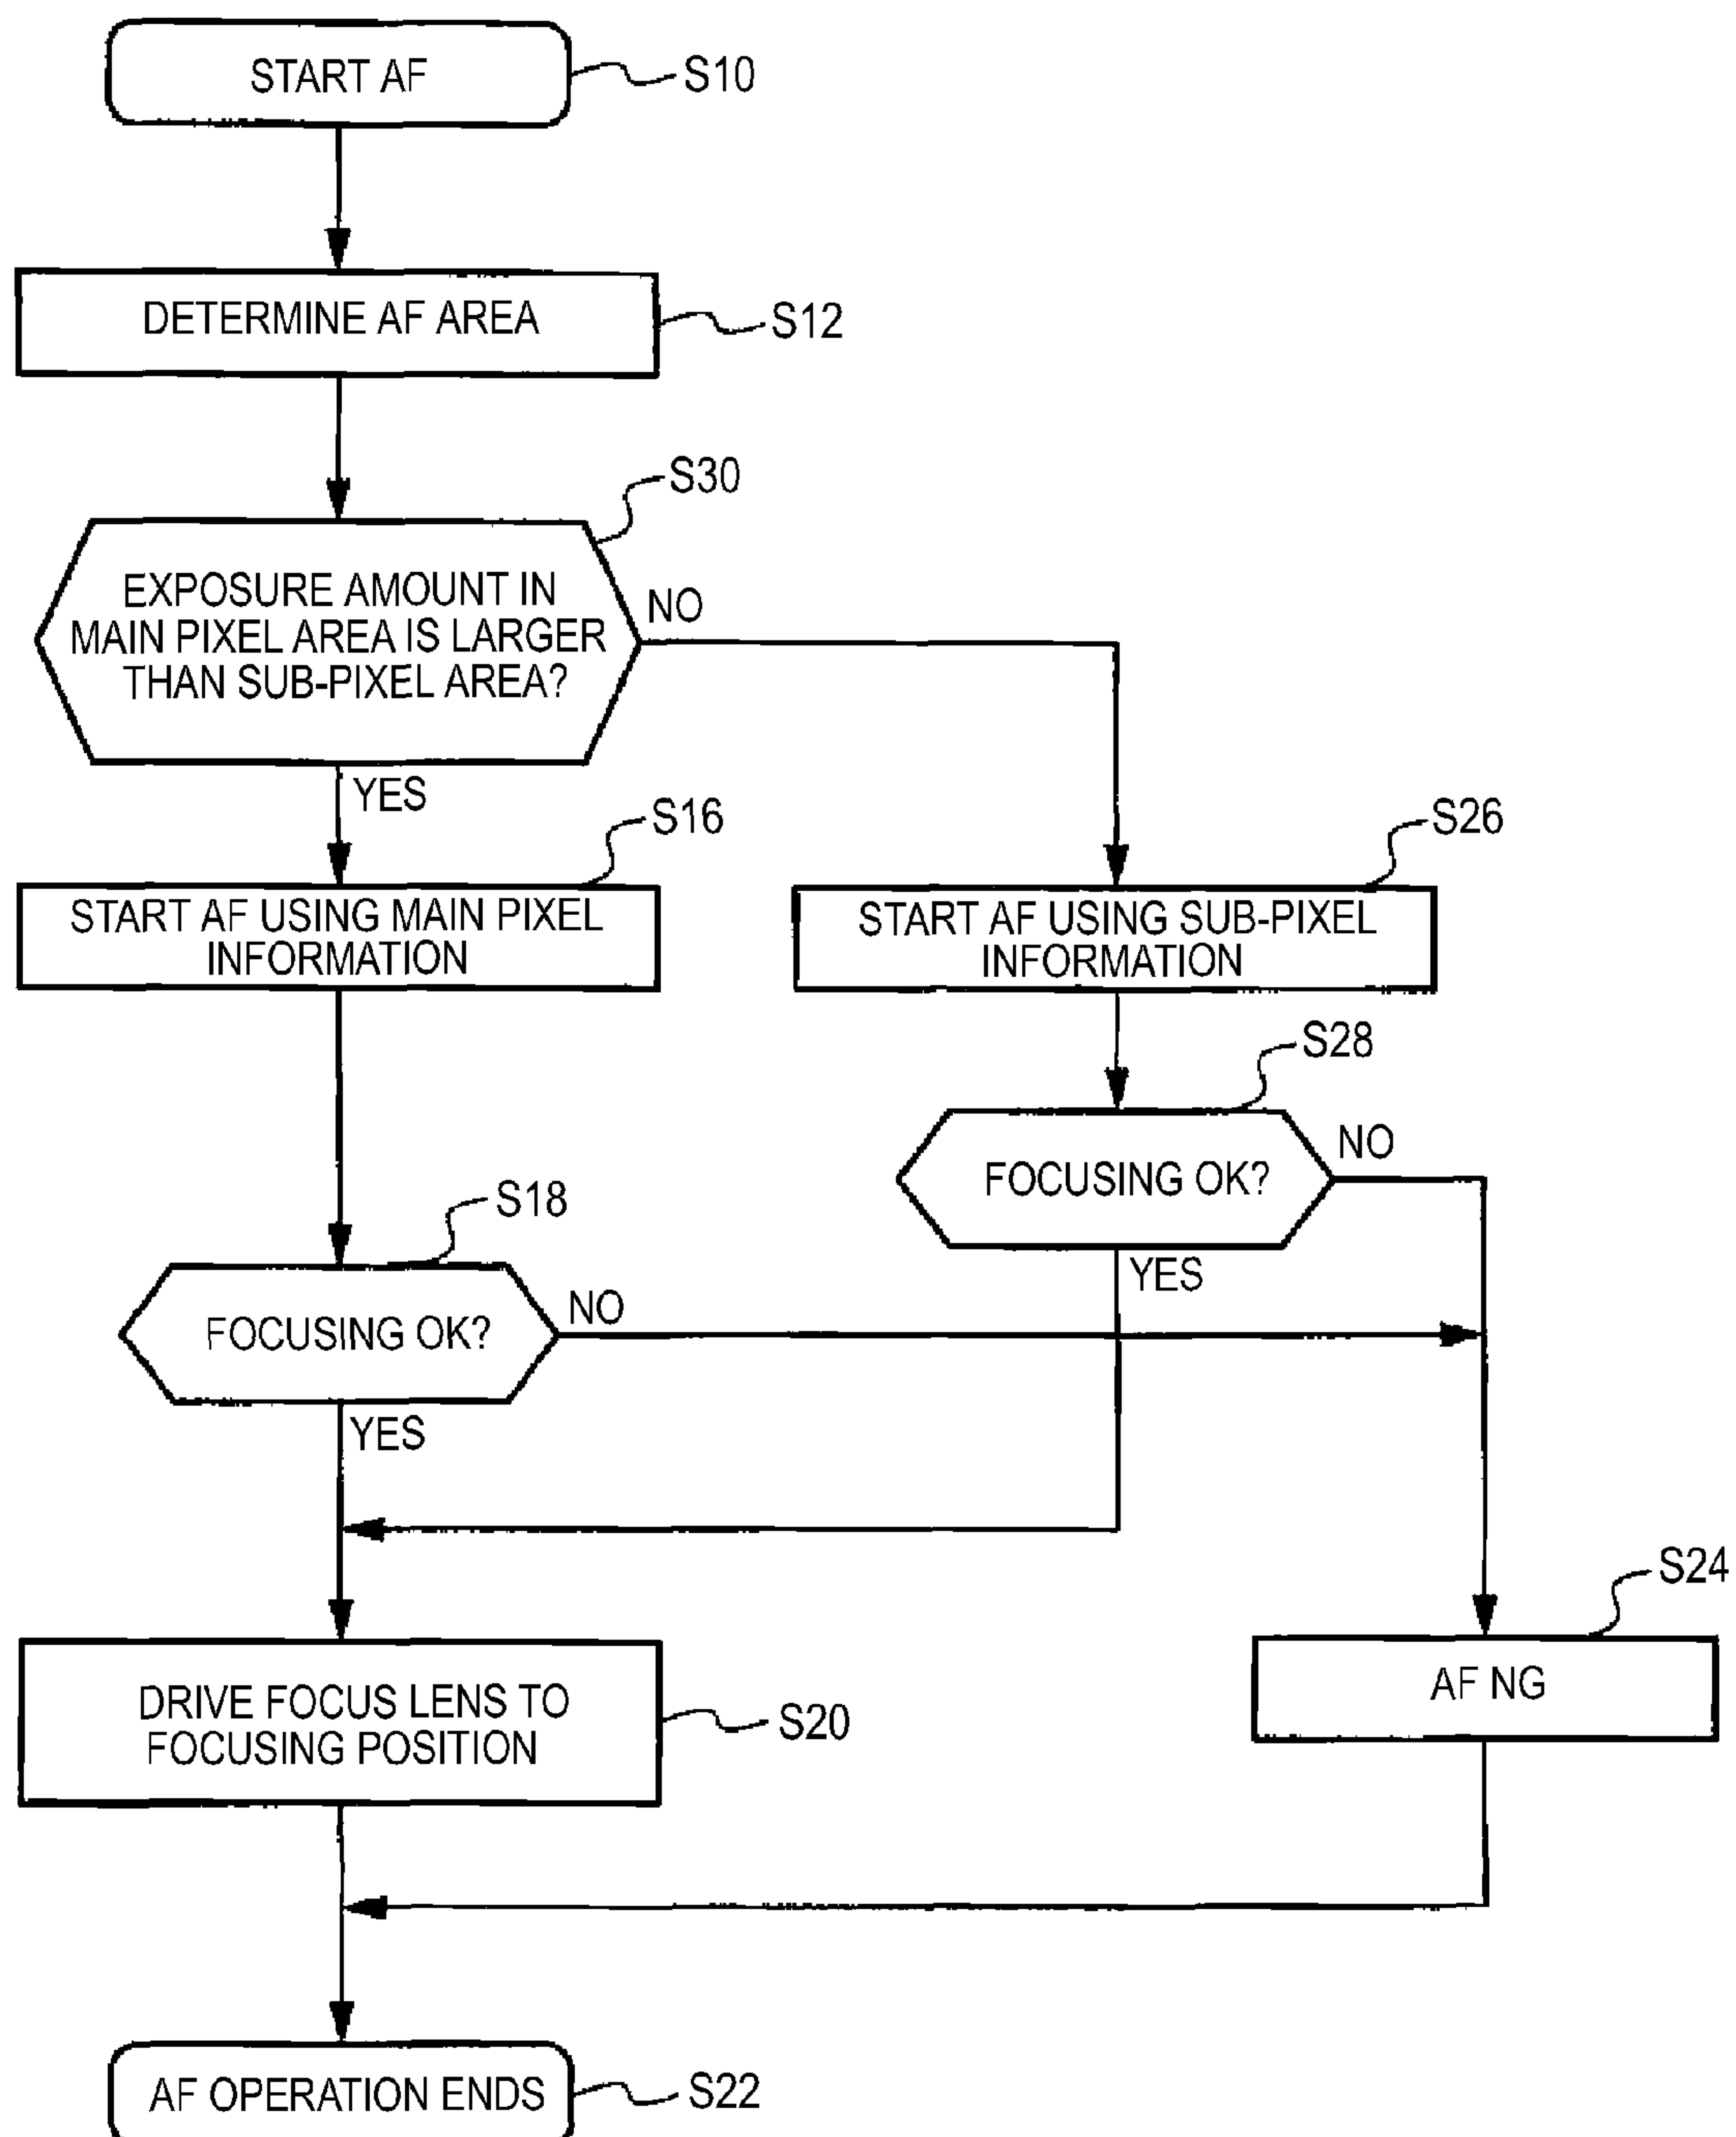 START AF
S10
DETERMINE AF AREA
S12
S30
EXPOSURE AMOUNT IN
MAIN PIXEL AREA IS LARGER
THAN SUB-PIXEL AREA?
NO
YES
S16
START AF USING MAIN PIXEL
INFORMATION
S26
START AF USING SUB-PIXEL
INFORMATION
S28
FOCUSING OK?
NO
YES
S18
FOCUSING OK?
NO
YES
S24
AF NG
DRIVE FOCUS LENS TO
FOCUSING POSITION
S20
AF OPERATION ENDS
S22